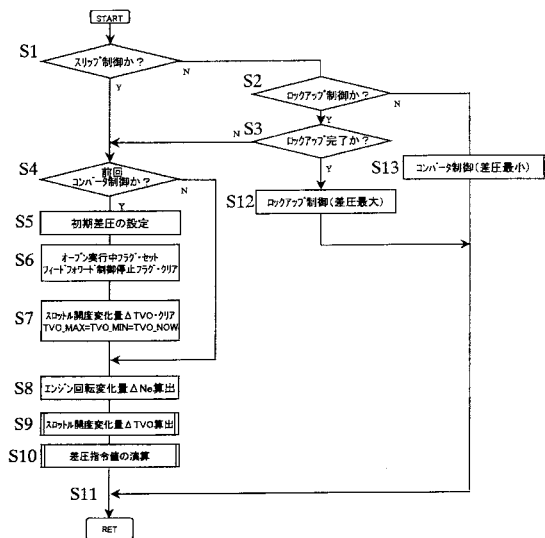 START
S1
スリップ制御か?
N
Y
S2
ロックアップ制御か?
N
Y
S3
N
ロックアップ完了か?
Y
S4
前回
コンバータ制御か?
N
Y
S13
コンバータ制御(差圧最小)
S12
ロックアップ制御(差圧最大)
S5
初期差圧の設定
S6
オープン実行中フラグ・セット
フィードフォワード制御停止フラグ・クリア
S7
スロットル開度変化量ΔTVO・クリア
TVO_MAX=TVO_MIN=TVO_NOW
S8
エンジン回転変化量ΔNe算出
S9
スロットル開度変化量ΔTVO算出
S10
差圧指令値の演算
S11
RET